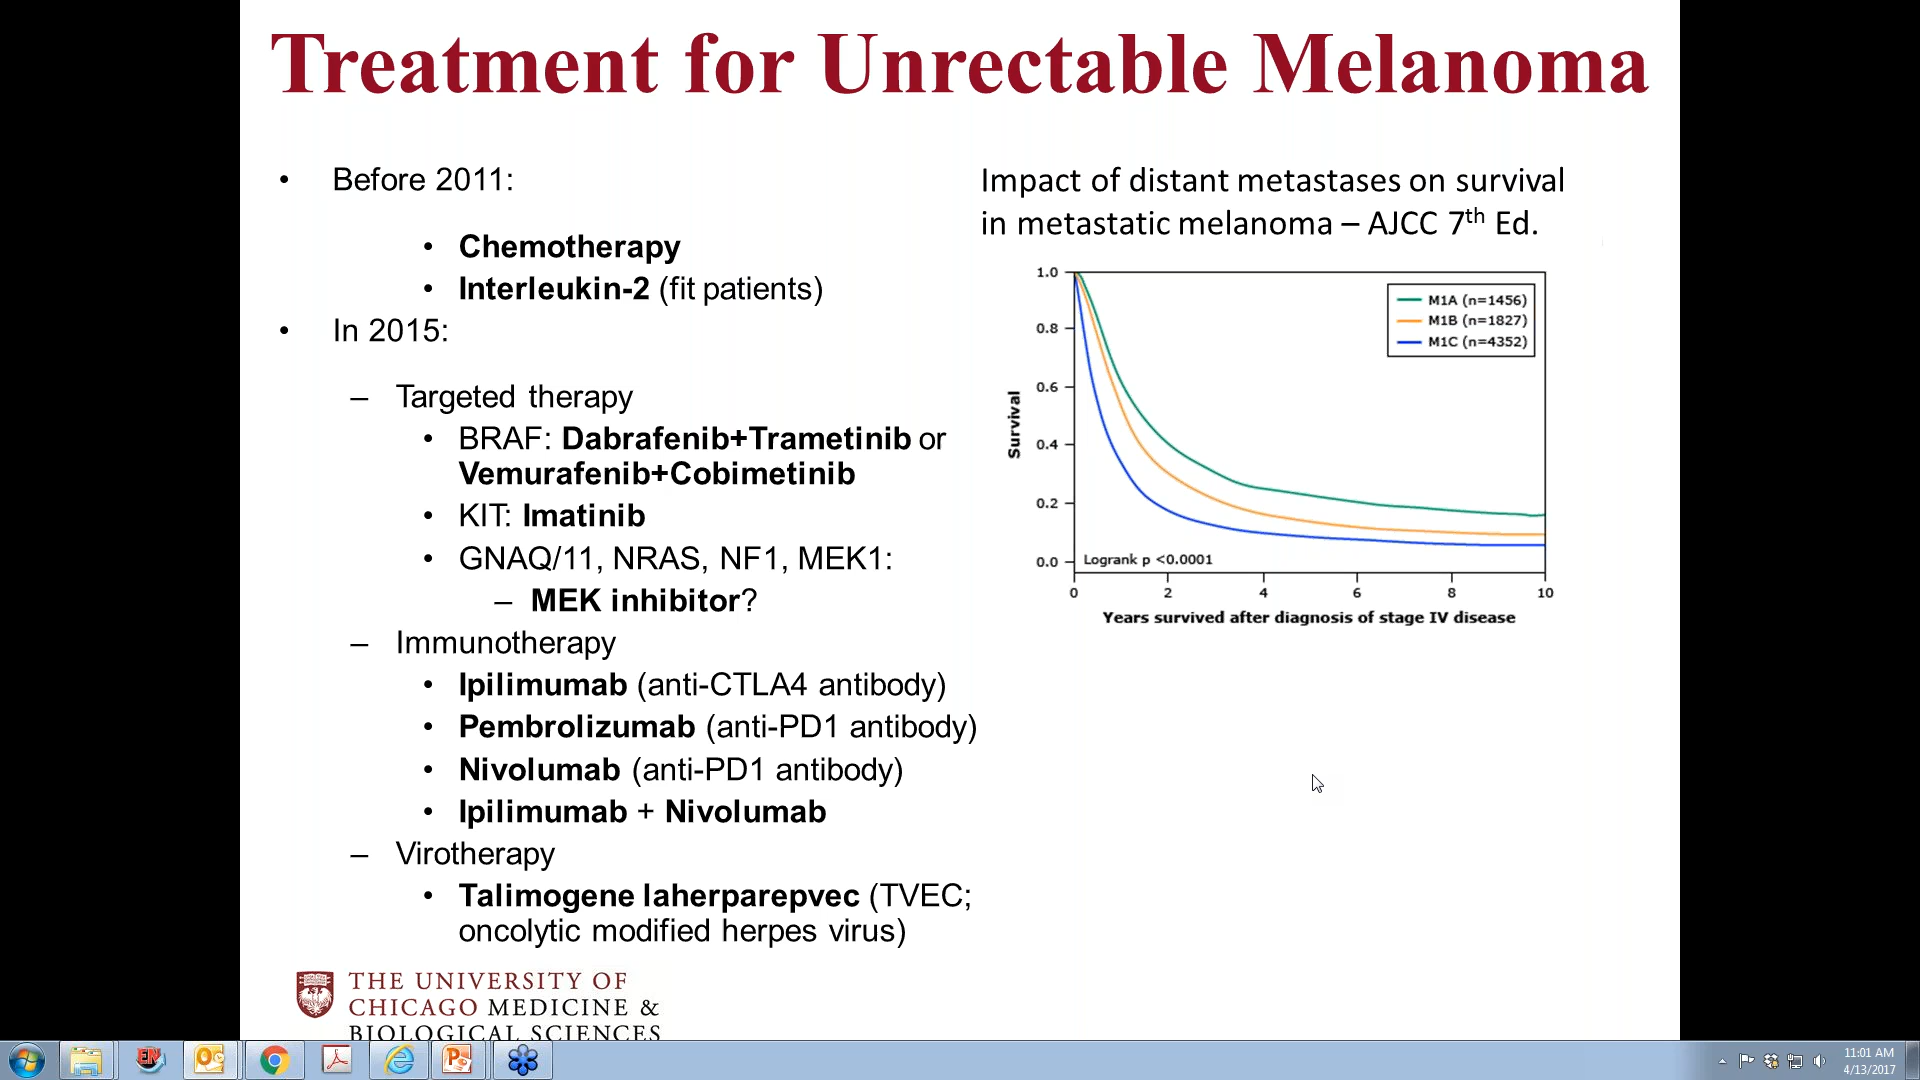 Treatment for Unrectable Melanoma
• Before 2011:
• Chemotherapy
• Interleukin-2 (fit patients)
• In 2015:
– Targeted therapy
• BRAF: Dabrafenib+Trametinib or
Vemurafenib+Cobimetinib
• KIT: Imatinib
• GNAQ/11, NRAS, NF1, MEK1:
– MEK inhibitor?
– Immunotherapy
• Ipilimumab (anti-CTLA4 antibody)
• Pembrolizumab (anti-PD1 antibody)
• Nivolumab (anti-PD1 antibody)
• Ipilimumab + Nivolumab
– Virotherapy
• Talimogene laherparepvec (TVEC;
oncolytic modified herpes virus)
Impact of distant metastases on survival
in metastatic melanoma – AJCC 7th Ed.
1.0
0.8
0.6
0.4
0.2
0.0
Survival
M1A (n=1456)
M1B (n=1827)
M1C (n=4352)
Logrank p <0.0001
0 2 4 6 8 10
Years survived after diagnosis of stage IV disease
THE UNIVERSITY OF
CHICAGO MEDICINE &
BIOLOGICAL SCIENCES
11:01 AM
4/13/2017